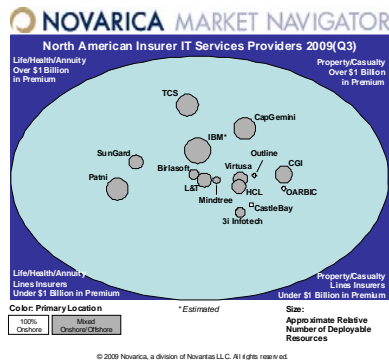 NOVARICA MARKET NAVIGATOR
North American Insurer IT Services Providers 2009(Q3)
Life/Health/Annuity
Over $1 Billion
in Premium
Property/Casualty
Over $1 Billion
in Premium
TCS
CapGemini
IBM*
SunGard
Birlasoft
Virtusa
Outline
CGI
Patni
L&T
Mindtree
HCL
OARBIC
CastleBay
3i Infotech
Life/Health/Annuity
Lines Insurers
Under $1 Billion in Premium
Property/Casualty
Lines Insurers
Under $1 Billion in Premium
Color: Primary Location
100%
Onshore
Mixed
Onshore/Offshore
*Estimated
Size:
Approximate Relative
Number of Deployable
Resources
© 2009 Novarica, a division of Novantas LLC. All rights reserved.